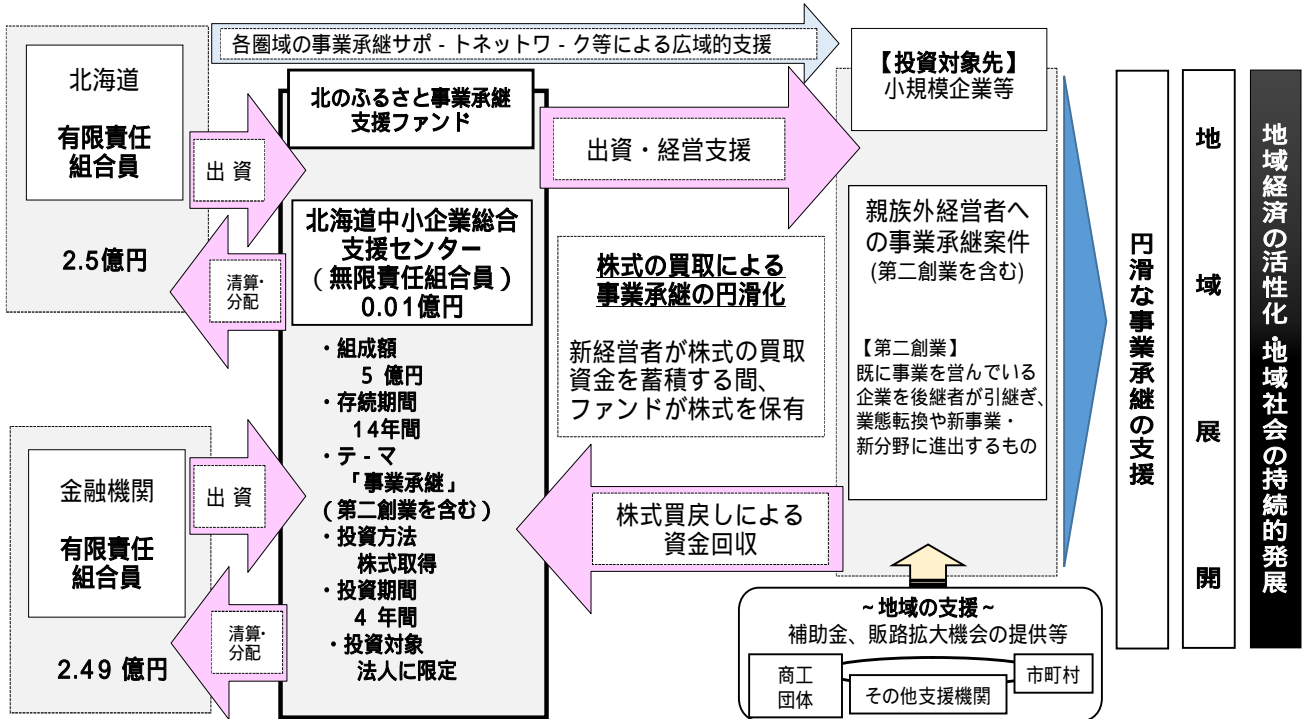 各圏域の事業承継サポ-トネットワ-ク等による広域的支援
北海道
有限責任
組合員
2.5億円
出 資
清算・
分配
金融機関
有限責任
組合員
2.49 億円
出 資
清算・
分配
北のふるさと事業承継
支援ファンド
北海道中小企業総合
支援センター
(無限責任組合員)
0.01億円
・組成額
5 億円
・存続期間
14年間
・テ-マ
「事業承継」
(第二創業を含む)
・投資方法
株式取得
・投資期間
4 年間
・投資対象
法人に限定
出資・経営支援
株式の買取による
事業承継の円滑化
新経営者が株式の買取
資金を蓄積する間、
ファンドが株式を保有
株式買戻しによる
資金回収
【投資対象先】
小規模企業等
親族外経営者へ
の事業承継案件
(第二創業を含む)
【第二創業】
既に事業を営んでいる
企業を後継者が引継ぎ、
業態転換や新事業・
新分野に進出するもの
~地域の支援~
補助金、販路拡大機会の提供等
商工
団体
その他支援機関
市町村
円滑な事業承継の支援
地域展開
地域経済の活性化・地域社会の持続的発展